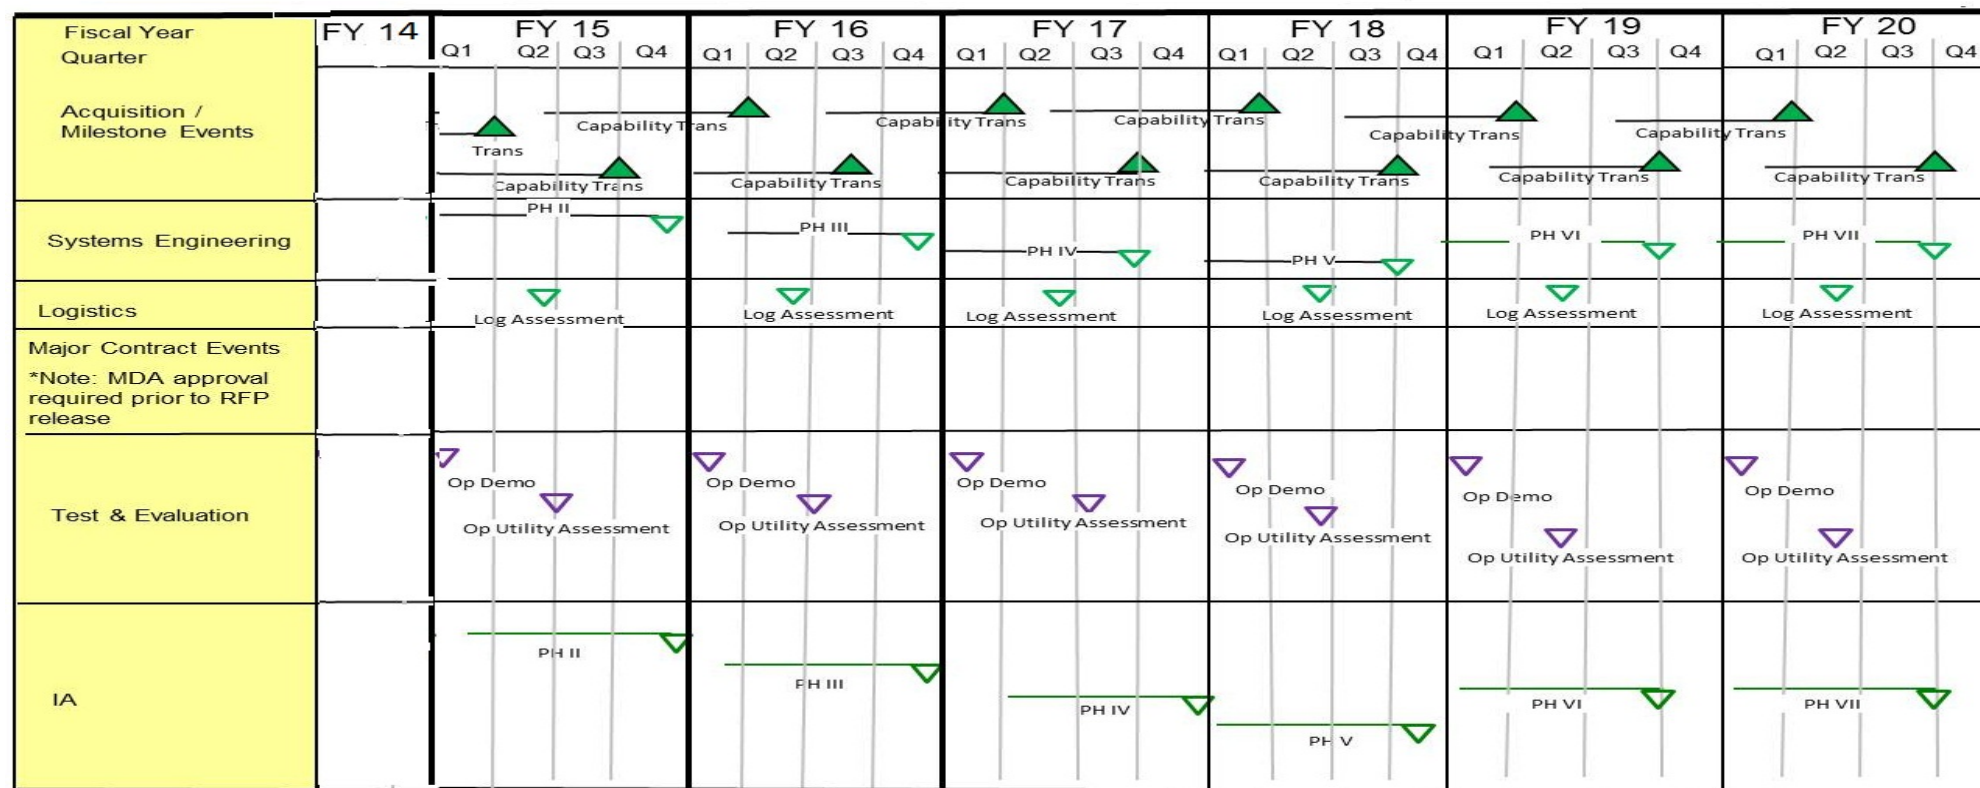 Fiscal Year
FY 14
FY 15
FY 16
FY 17
FY 18
FY 19
FY 20
Quarter
Q1 Q2 Q3 Q4
Q1 Q2 Q3 Q4
Q1 Q2 Q3 Q4
Q1 Q2 Q3 Q4
Q1 Q2 Q3 Q4
Q1 Q2 Q3 Q4
Acquisition /
Milestone Events
Trans
Capability Trans
Capability Trans
Capability Trans
Capability Trans
Capability Trans
Capability Trans
Capability Trans
Capability Trans
Capability Trans
Capability Trans
Capability Trans
Systems Engineering
PH II
PH III
PH IV
PH V
PH VI
PH VII
Logistics
Log Assessment
Log Assessment
Log Assessment
Log Assessment
Log Assessment
Log Assessment
Major Contract Events
*Note: MDA approval
required prior to RFP
release
Test & Evaluation
Op Demo
Op Demo
Op Demo
Op Demo
Op Demo
Op Demo
Op Utility Assessment
Op Utility Assessment
Op Utility Assessment
Op Utility Assessment
Op Utility Assessment
Op Utility Assessment
IA
PH II
PH III
PH IV
PH V
PH VI
PH VII